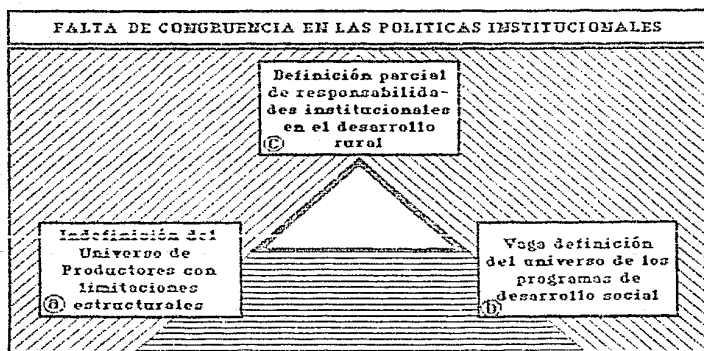 FALTA DE CONGRUENCIA EN LAS POLITICAS INSTITUCIONALES
Definición parcial
de responsabilida-
des institucionales
en el desarrollo
rural
c
Indefinición del
Universo de
Productores con
limitaciones
estructurales
a
Vaga definición
del universo de los
programas de
desarrollo social
b